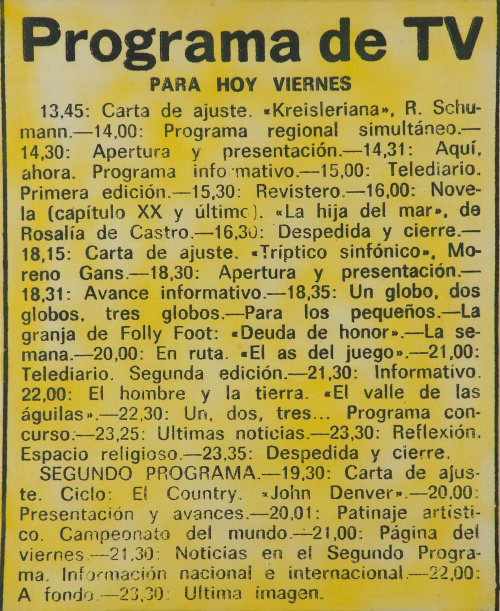 Programa de TV
PARA HOY VIERNES
13,45: Carta de ajuste. «Kreisleriana», R. Schu-
mann.—14,00: Programa regional simultáneo.—
14,30: Apertura y presentación.—14,31: Aquí,
ahora. Programa informativo.—15,00: Telediario.
Primera edición.—15,30: Revistero.—16,00: Nove-
la (capítulo XX y último). «La hija del mar», de
Rosalía de Castro.—16,30: Despedida y cierre.—
18,15: Carta de ajuste. «Tríptico sinfónico», Mo-
reno Gans.—18,30: Apertura y presentación.—
18,31: Avance informativo.—18,35: Un globo, dos
globos, tres globos.—Para los pequeños.—La
granja de Folly Foot: «Deuda de honor».—La se-
mana.—20,00: En ruta. «El as del juego».—21,00:
Telediario. Segunda edición.—21,30: Informativo.
22,00: El hombre y la tierra. «El valle de las
águilas».—22,30: Un, dos, tres... Programa con-
curso.—23,25: Ultimas noticias.—23,30: Reflexión.
Espacio religioso.—23,35: Despedida y cierre.
SEGUNDO PROGRAMA.—19,30: Carta de ajus-
te. Ciclo: El Country. «John Denver».—20,00:
Presentación y avances.—20,01: Patinaje artísti-
co. Campeonato del mundo.—21,00: Página del
viernes.—21,30: Noticias en el Segundo Progra-
ma. Información nacional e internacional.—22,00:
A fondo.—23,30: Ultima imagen.